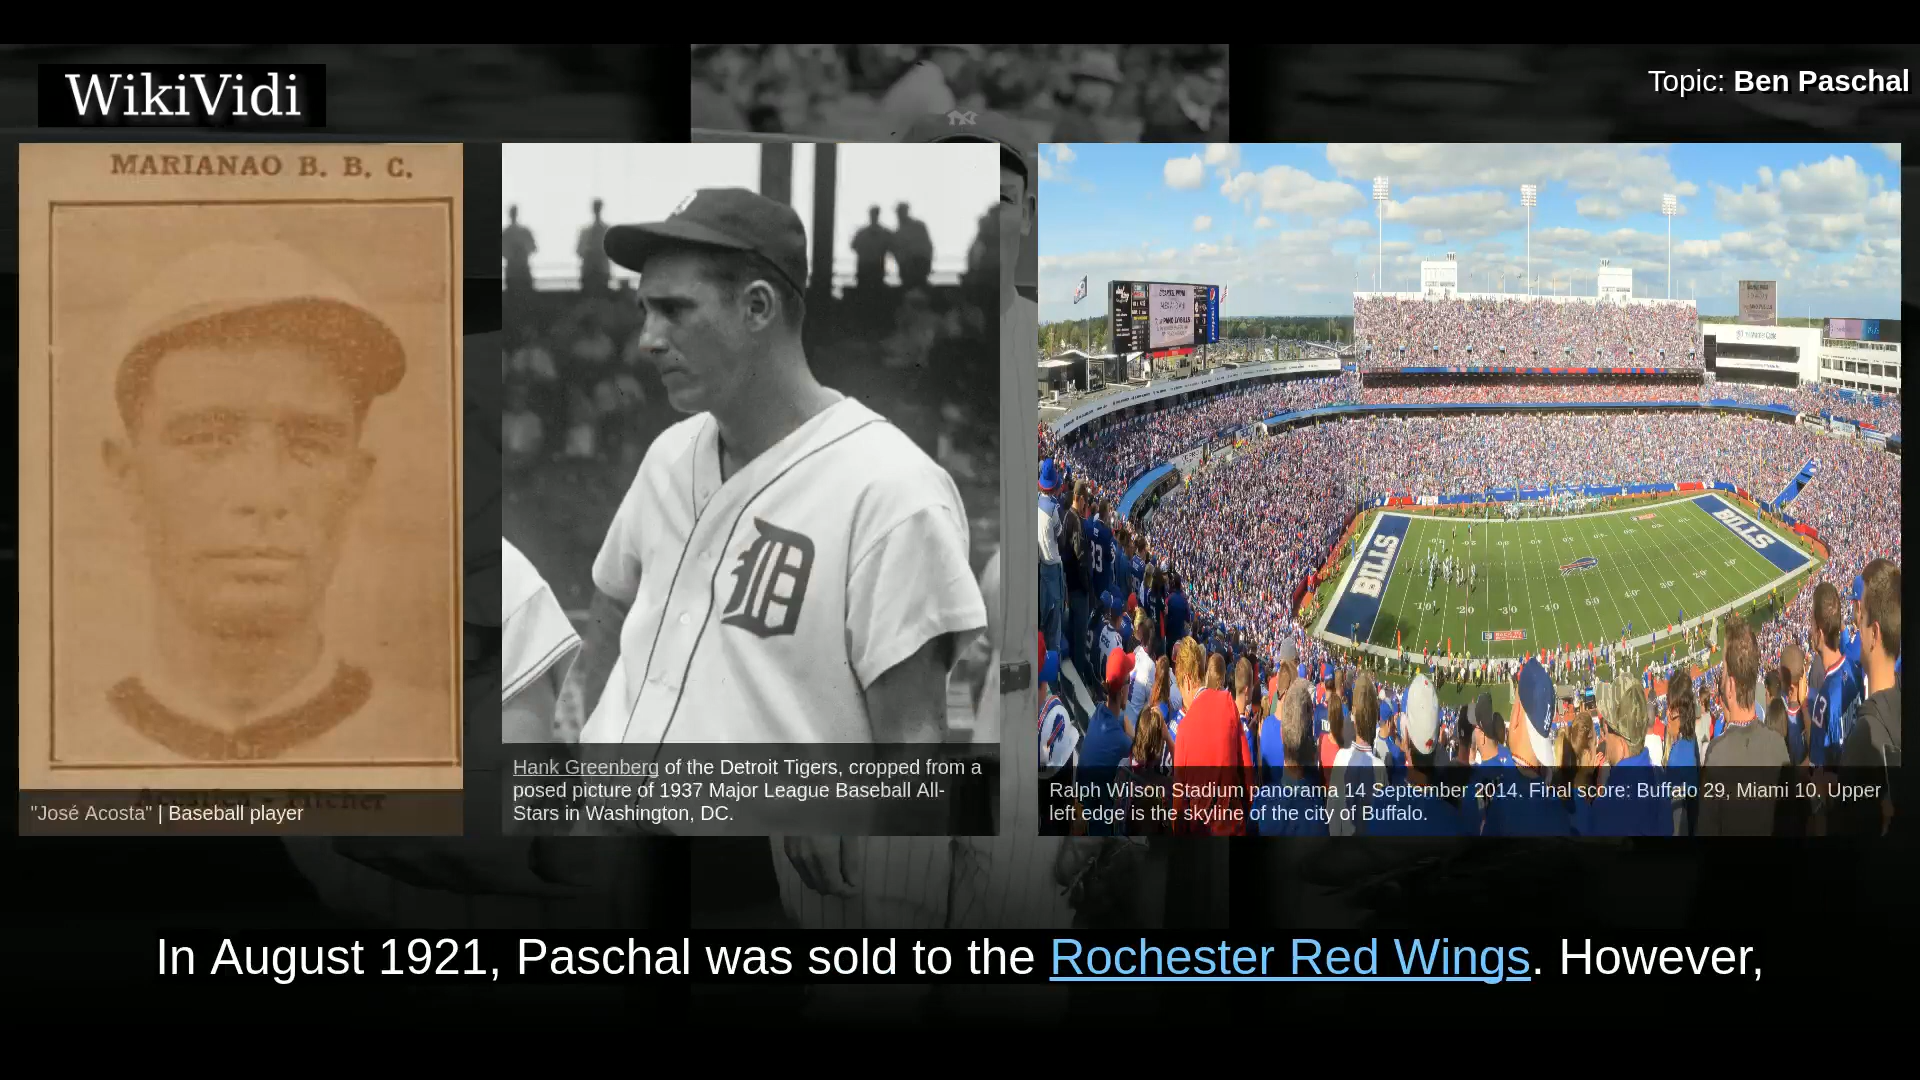 WikiVidi
Topic: Ben Paschal
MARIANAO B. B. C.
"José Acosta" | Baseball player
Hank Greenberg of the Detroit Tigers, cropped from a
posed picture of 1937 Major League Baseball All-
Stars in Washington, DC.
BILLS
BILLS
Ralph Wilson Stadium panorama 14 September 2014. Final score: Buffalo 29, Miami 10. Upper
left edge is the skyline of the city of Buffalo.
In August 1921, Paschal was sold to the Rochester Red Wings. However,